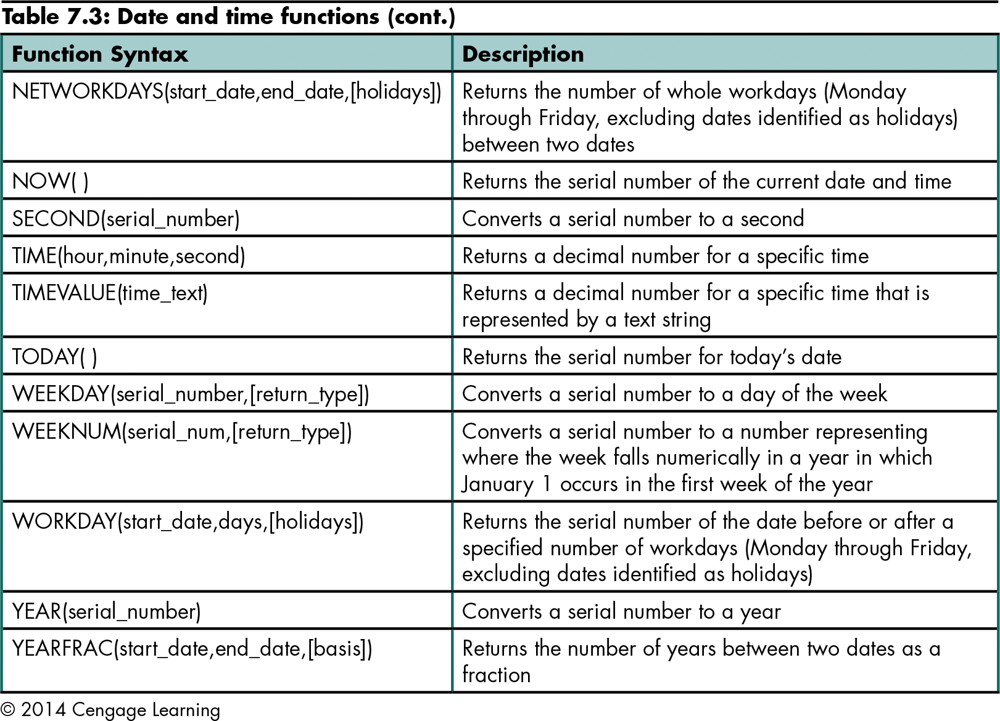 Table 7.3: Date and time functions (cont.)
Function Syntax
Description
NETWORKDAYS(start_date,end_date,[holidays])
Returns the number of whole workdays (Monday
through Friday, excluding dates identified as holidays)
between two dates
NOW( )
Returns the serial number of the current date and time
SECOND(serial_number)
Converts a serial number to a second
TIME(hour,minute,second)
Returns a decimal number for a specific time
TIMEVALUE(time_text)
Returns a decimal number for a specific time that is
represented by a text string
TODAY( )
Returns the serial number for today’s date
WEEKDAY(serial_number,[return_type])
Converts a serial number to a day of the week
WEEKNUM(serial_num,[return_type])
Converts a serial number to a number representing
where the week falls numerically in a year in which
January 1 occurs in the first week of the year
WORKDAY(start_date,days,[holidays])
Returns the serial number of the date before or after a
specified number of workdays (Monday through Friday,
excluding dates identified as holidays)
YEAR(serial_number)
Converts a serial number to a year
YEARFRAC(start_date,end_date,[basis])
Returns the number of years between two dates as a
fraction
© 2014 Cengage Learning